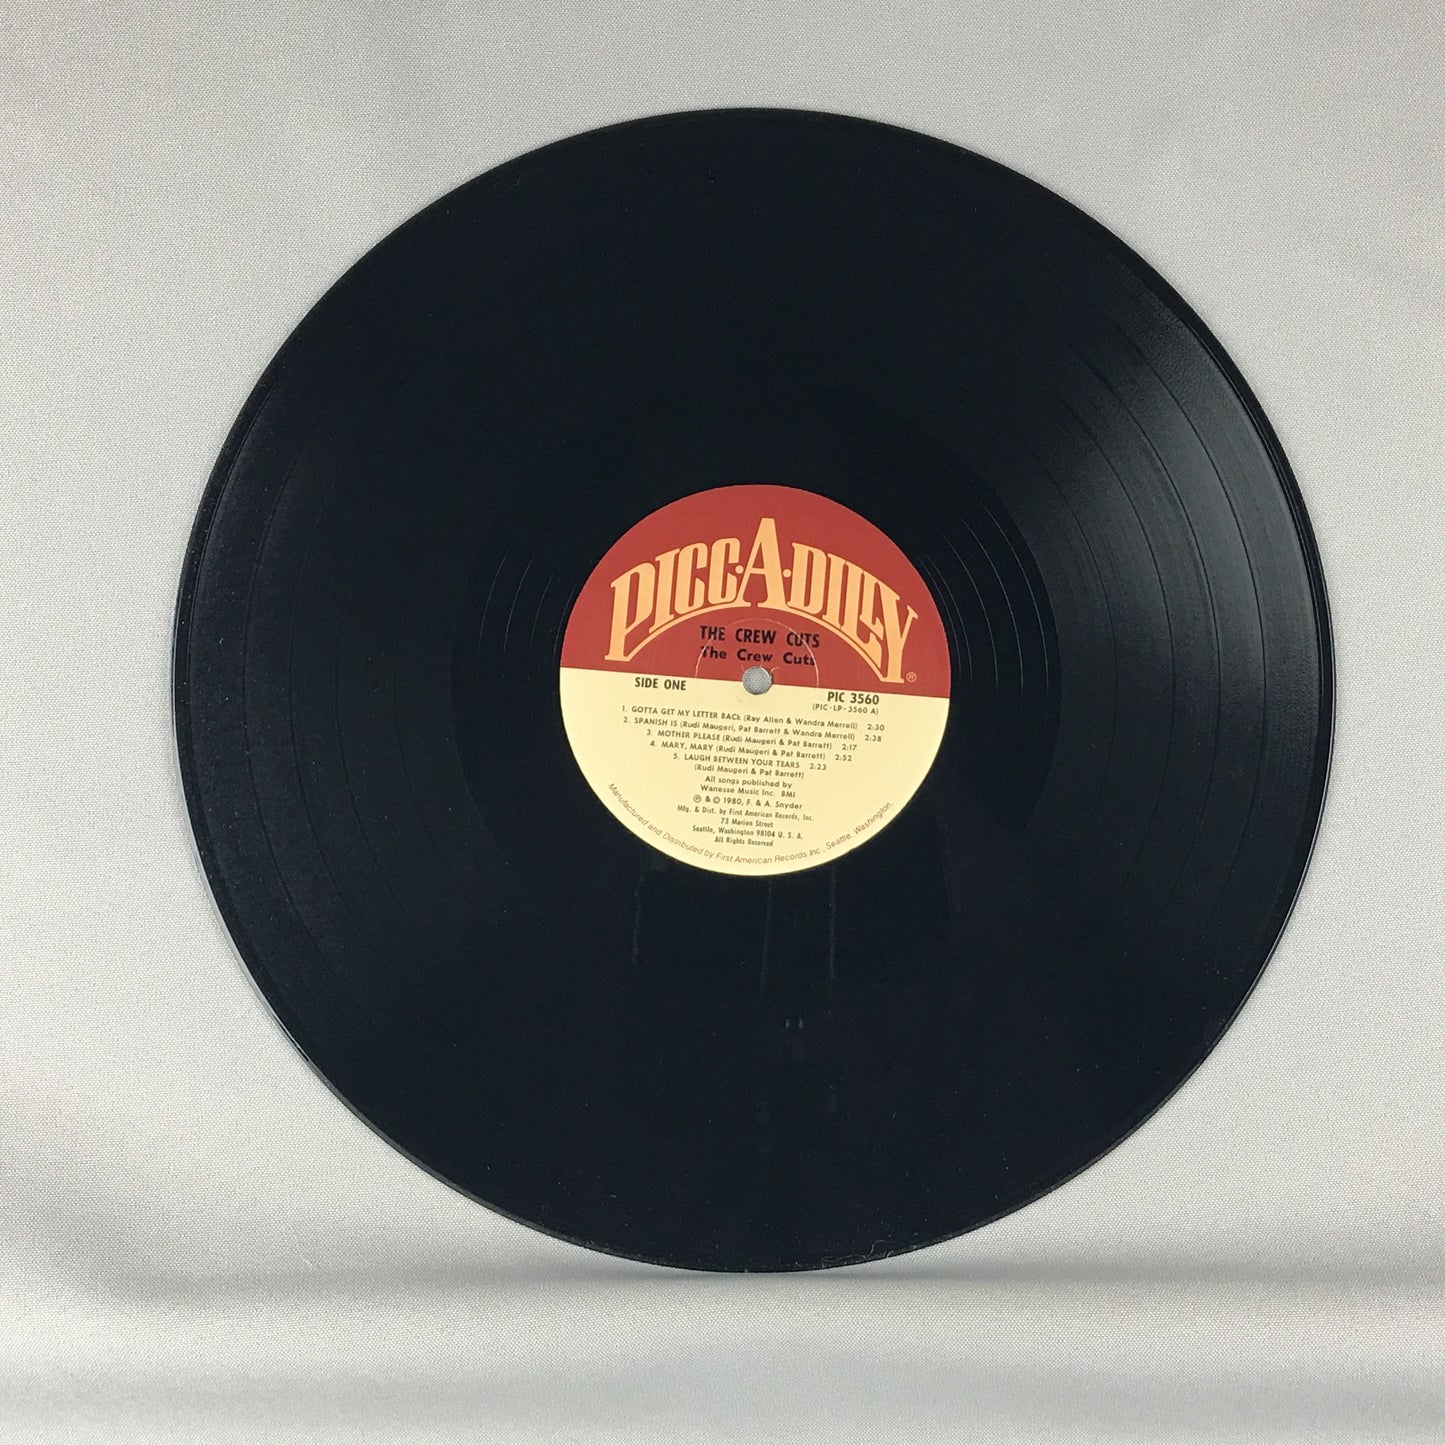 PICC·A·DILLY
THE CREW CUTS
The Crew Cuts
®
SIDE ONE
PIC 3560
(PIC-LP-3560 A)
1. GOTTA GET MY LETTER BACK (Ray Allen & Wandra Merrell) 2:30
2. SPANISH IS (Rudi Maugeri, Pat Barrett & Wandra Merrell) 2:38
3. MOTHER PLEASE (Rudi Maugeri & Pat Barrett) 2:17
4. MARY, MARY (Rudi Maugeri & Pat Barrett) 2:52
5. LAUGH BETWEEN YOUR TEARS 2:23
(Rudi Maugeri & Pat Barrett)
All songs published by
Wanesse Music Inc. BMI
℗ & © 1980, F. & A. Snyder
Mfg. & Dist. by First American Records, Inc.
73 Marion Street
Seattle, Washington 98104 U. S. A.
All Rights Reserved
Manufactured and Distributed by First American Records Inc., Seattle, Washington.